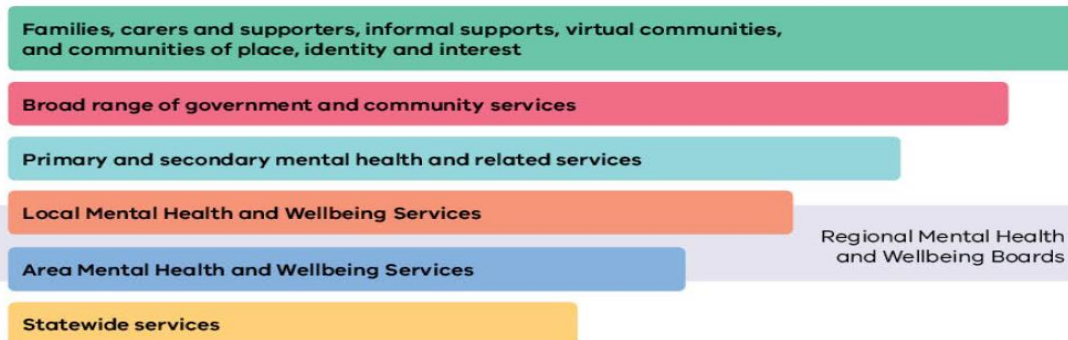 Families, carers and supporters, informal supports, virtual communities,
and communities of place, identity and interest
Broad range of government and community services
Primary and secondary mental health and related services
Local Mental Health and Wellbeing Services
Regional Mental Health
and Wellbeing Boards
Area Mental Health and Wellbeing Services
Statewide services